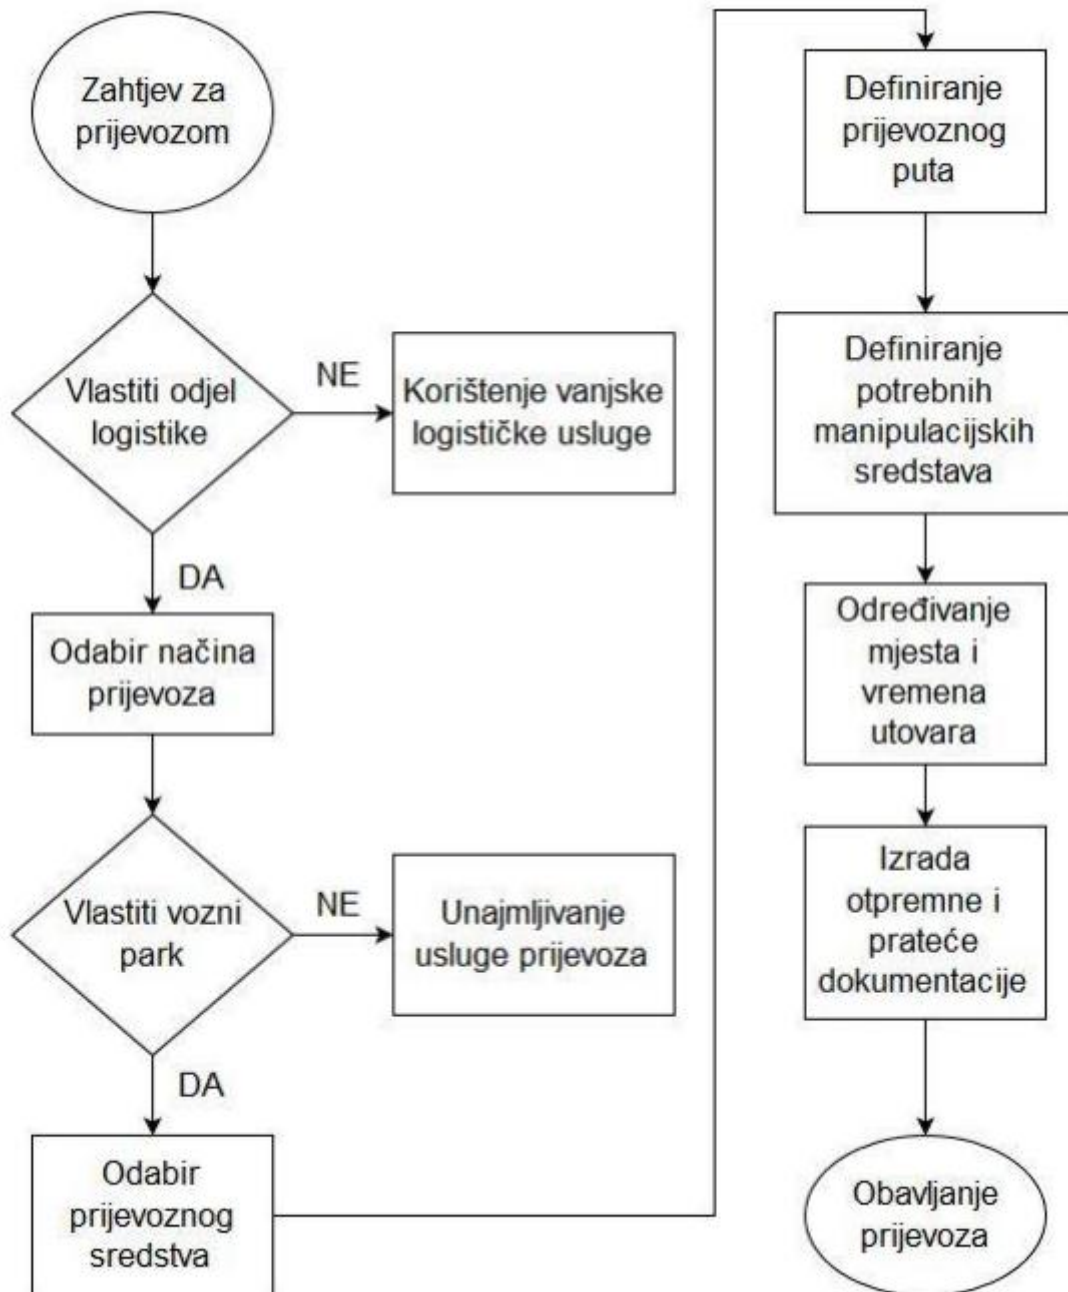 Zahtjev za
prijevozom
Vlastiti odjel
logistike
NE
Korištenje vanjske
logističke usluge
DA
Odabir načina
prijevoza
Vlastiti vozni
park
NE
Unajmljivanje
usluge prijevoza
DA
Odabir
prijevoznog
sredstva
Definiranje
prijevoznog
puta
Definiranje
potrebnih
manipulacijskih
sredstava
Određivanje
mjesta i
vremena
utovara
Izrada
otpremne i
prateće
dokumentacije
Obavljanje
prijevoza